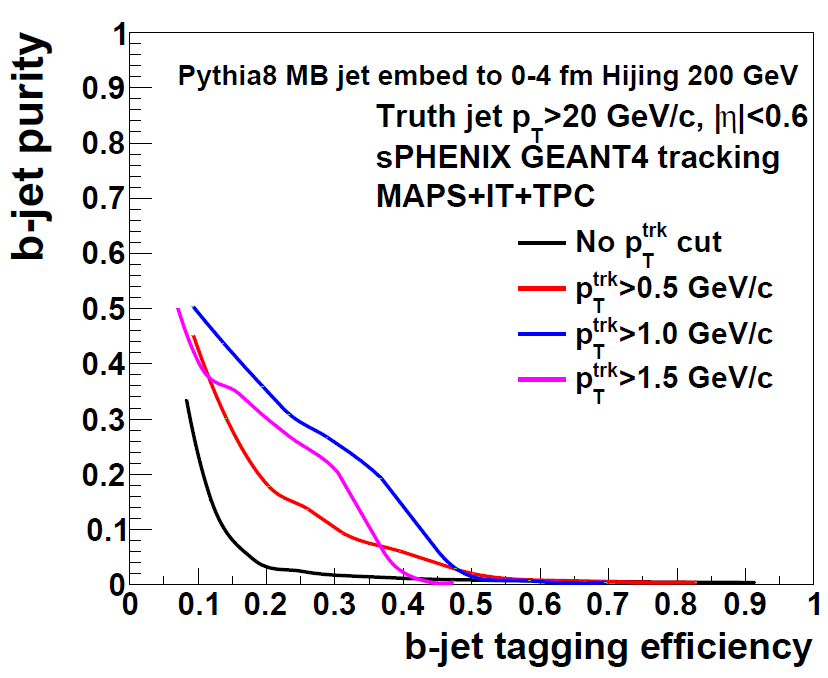 b-jet purity
1
0.9
0.8
0.7
0.6
0.5
0.4
0.3
0.2
0.1
0
Pythia8 MB jet embed to 0-4 fm Hijing 200 GeV
Truth jet p_T>20 GeV/c, |η|<0.6
sPHENIX GEANT4 tracking
MAPS+IT+TPC
No p_T^trk cut
p_T^trk>0.5 GeV/c
p_T^trk>1.0 GeV/c
p_T^trk>1.5 GeV/c
0 0.1 0.2 0.3 0.4 0.5 0.6 0.7 0.8 0.9 1
b-jet tagging efficiency